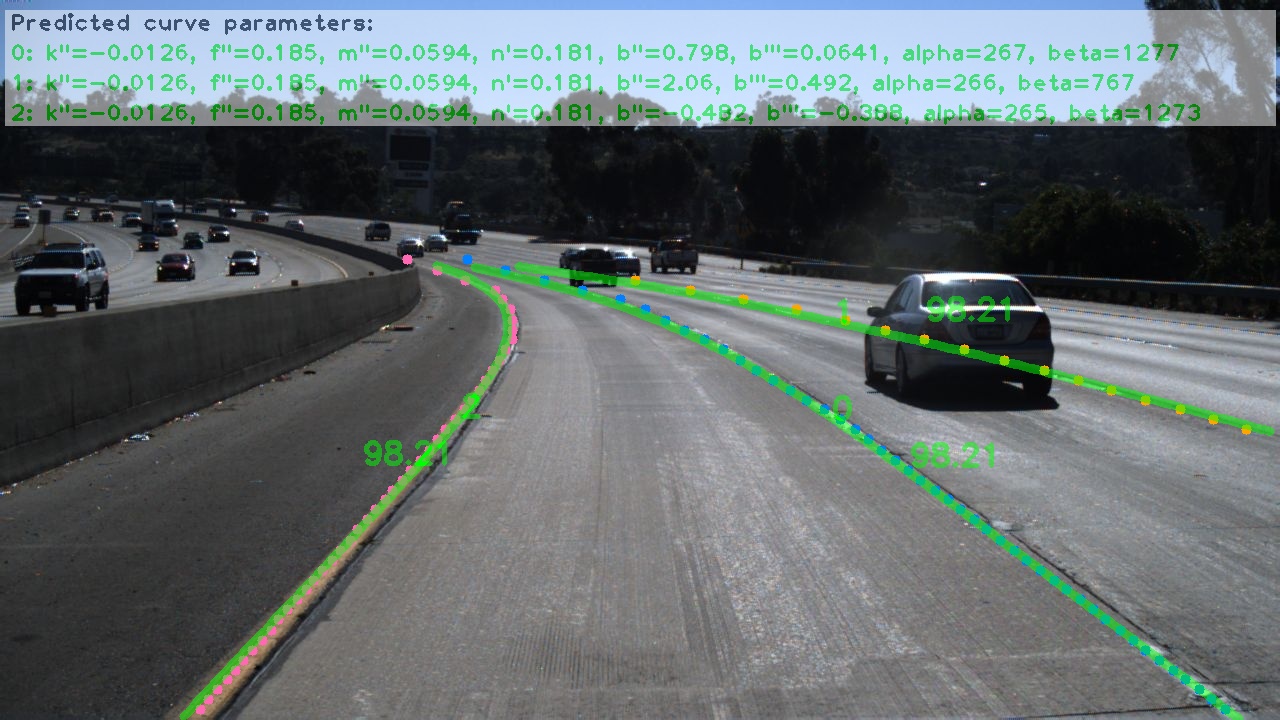 Predicted curve parameters:
0: k''=-0.0126, f''=0.185, m''=0.0594, n'=0.181, b''=0.798, b'''=0.0641, alpha=267, beta=1277
1: k''=-0.0126, f''=0.185, m''=0.0594, n'=0.181, b''=2.06, b'''=0.492, alpha=266, beta=767
2: k''=-0.0126, f''=0.185, m''=0.0594, n'=0.181, b''=-0.482, b'''=-0.388, alpha=265, beta=1273
1
98.21
2
0
98.21
98.21